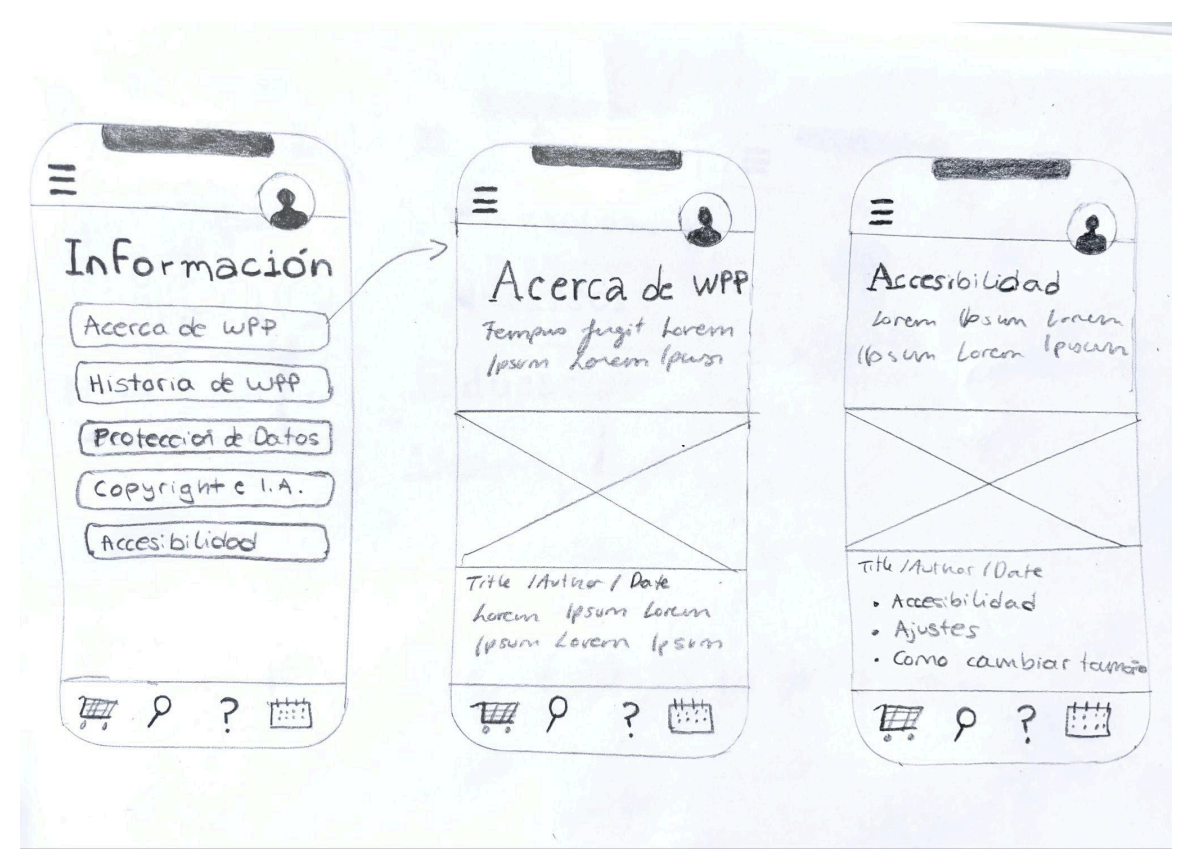 Información
Acerca de WPP
Historia de WPP
Protección de Datos
Copyright e I.A.
Accesibilidad
?
Acerca de WPP
Tempus fugit Lorem
Ipsum Lorem
Title / Author / Date
Lorem Ipsum Lorem
Ipsum Lorem Ipsum
?
Accesibilidad
Lorem Ipsum Lorem
Ipsum Lorem Ipsum
Title / Author / Date
• Accesibilidad
• Ajustes
• Como cambiar tamaño
?